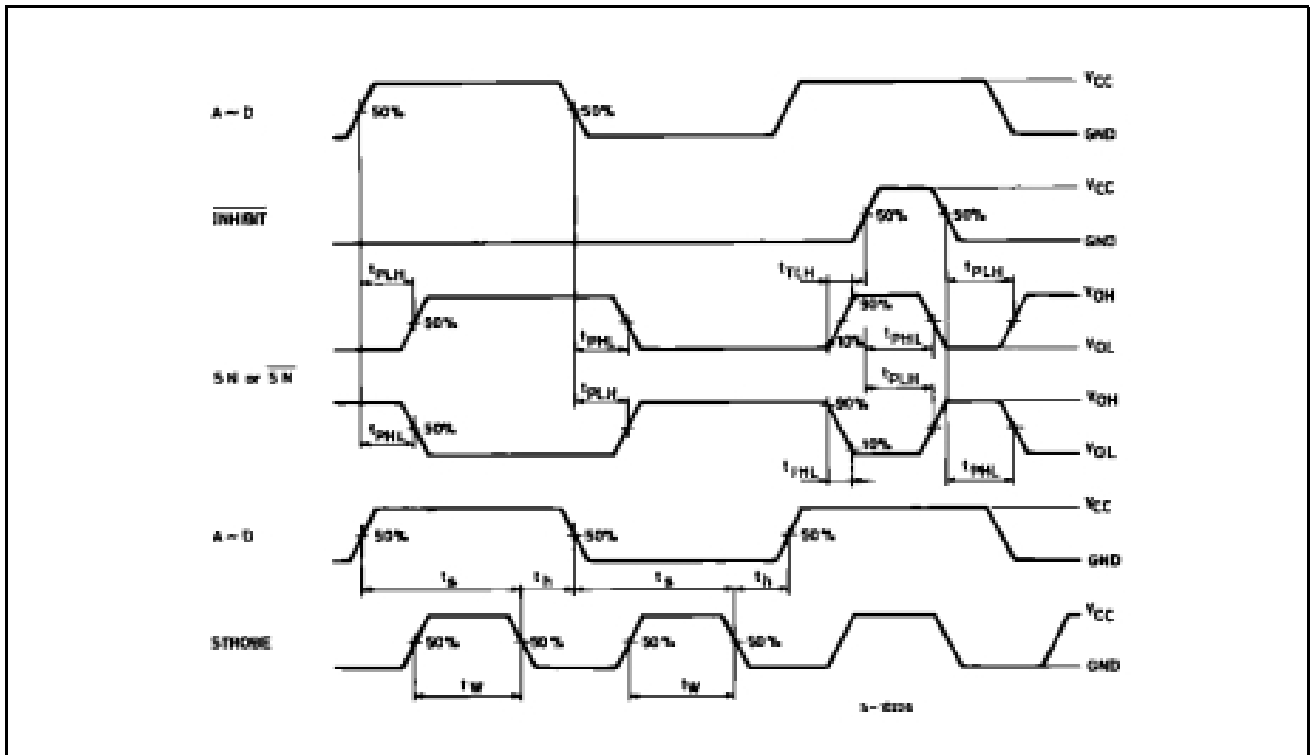 A ~ D
50%
50%
VCC
GND
INHIBIT
50%
50%
VCC
GND
SN or SN
tPLH
50%
tPHL
tTLH
90%
10%
tPHL
tPLH
VOH
VOL
tPHL
50%
tPLH
90%
10%
tTHL
tPLH
tPHL
VOH
VOL
A ~ D
50%
50%
50%
VCC
GND
ts
th
ts
th
50%
50%
50%
50%
VCC
GND
tW
tW